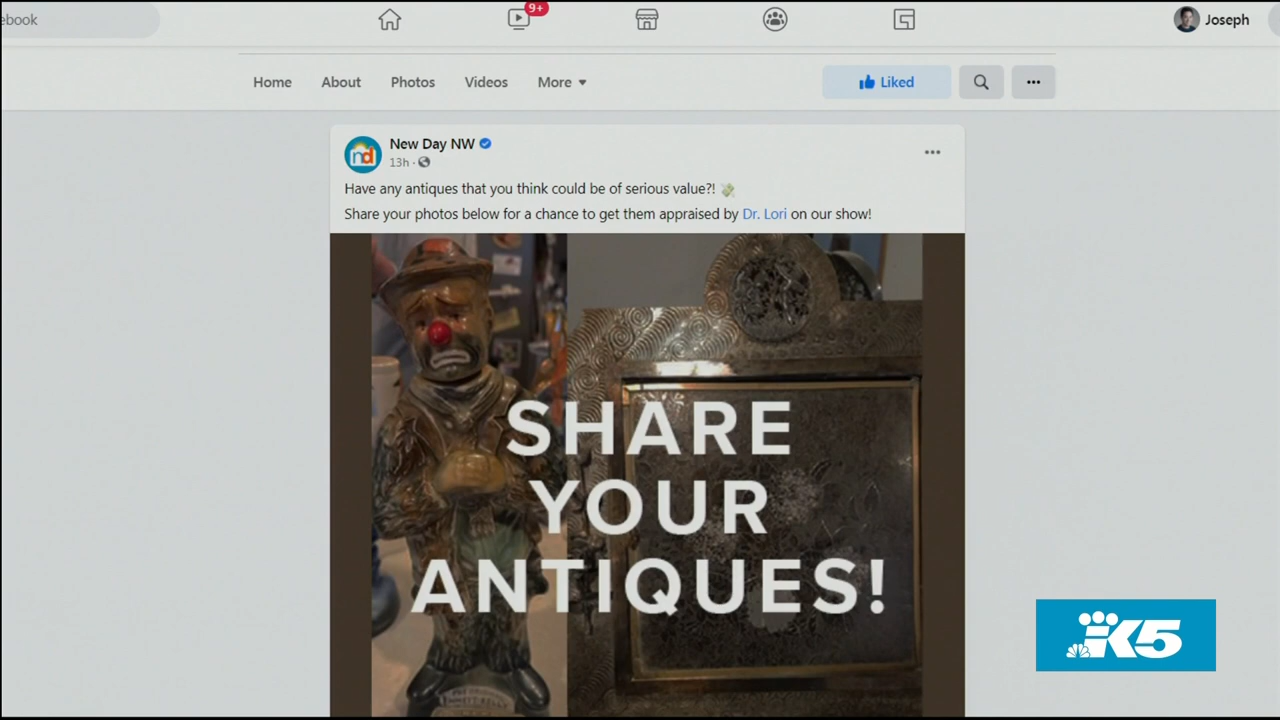 ebook
9+
Joseph
Home About Photos Videos More
Liked
New Day NW
13h
Have any antiques that you think could be of serious value?!
Share your photos below for a chance to get them appraised by Dr. Lori on our show!
SHARE
YOUR
ANTIQUES!
K5